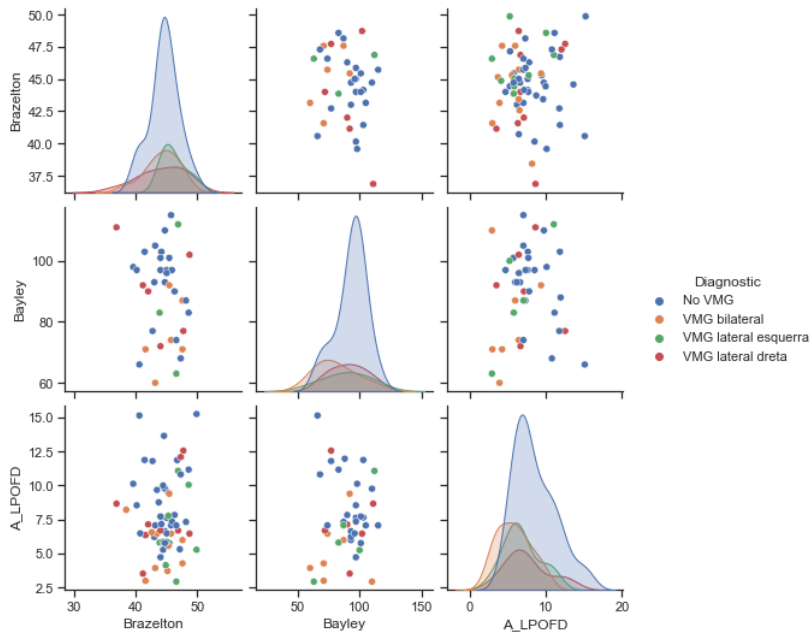 50.0
47.5
45.0
42.5
40.0
37.5
Brazelton
100
80
60
Bayley
Diagnostic
No VMG
VMG bilateral
VMG lateral esquerra
VMG lateral dreta
15.0
12.5
10.0
7.5
5.0
2.5
A_LPOFD
30 40 50
Brazelton
50 100 150
Bayley
0 10 20
A_LPOFD